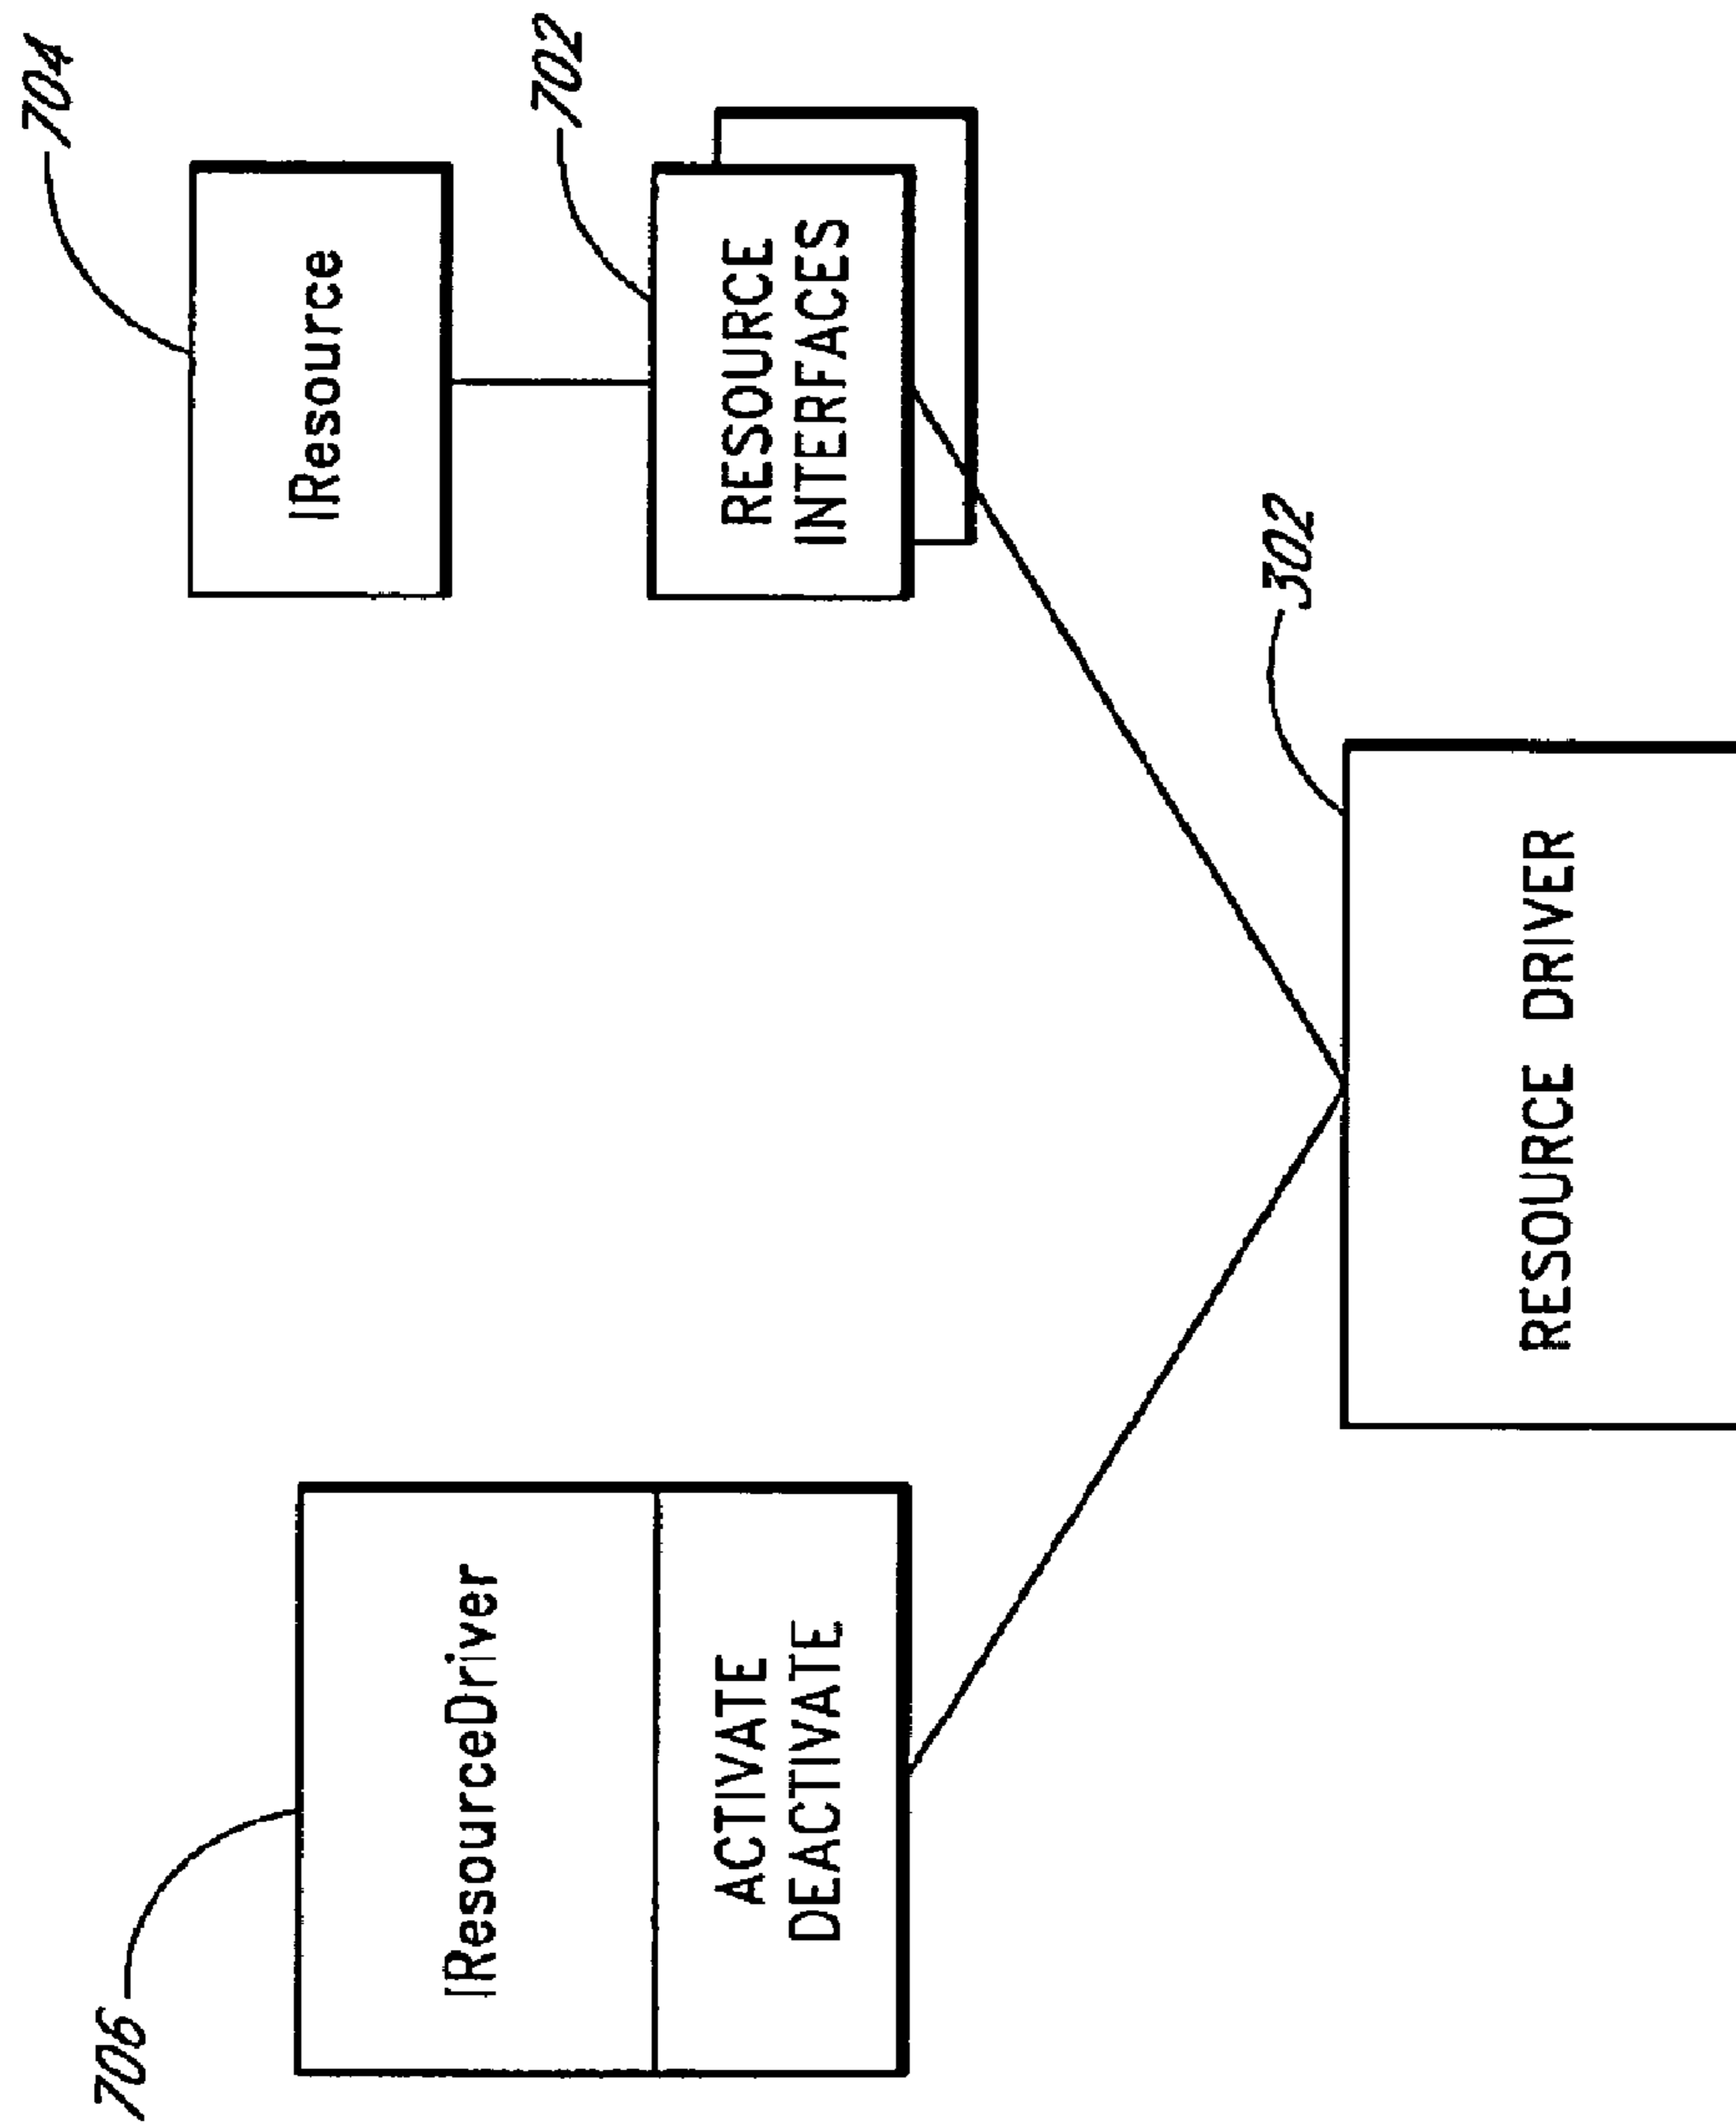 704
IResource
702
RESOURCE
INTERFACES
706
IResourceDriver
ACTIVATE
DEACTIVATE
302
RESOURCE DRIVER